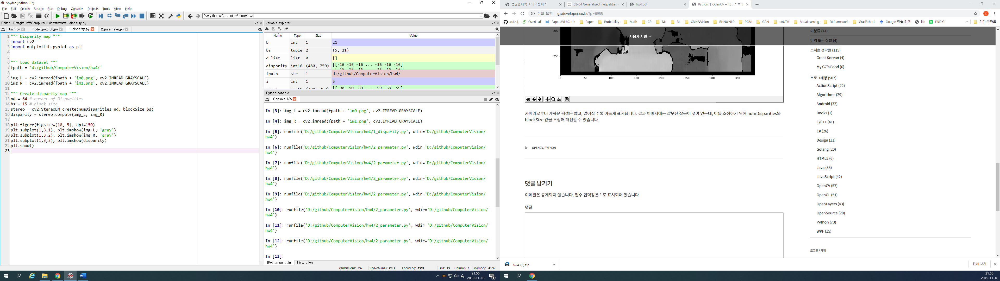 Spyder (Python 3.7)
File Edit Search Source Run Debug Consoles Projects Tools View Help
D:₩github₩ComputerVision₩hw4
Editor - D:₩github₩ComputerVision₩hw4₩1_disparity.py
train.py
model_pytorch.py
1_disparity.py
2_parameter.py
1 """ Disparity map """
2 import cv2
3 import matplotlib.pyplot as plt
4
5
6 """ Load dataset """
7 fpath = 'd:/github/ComputerVision/hw4/'
8
9 img_L = cv2.imread(fpath + 'im0.png', cv2.IMREAD_GRAYSCALE)
10 img_R = cv2.imread(fpath + 'im1.png', cv2.IMREAD_GRAYSCALE)
11
12 """ Create disparity map """
13 nd = 64 # number of Disparities
14 bs = 15 # block size
15 stereo = cv2.StereoBM_create(numDisparities=nd, blockSize=bs)
16 disparity = stereo.compute(img_L, img_R)
17
18 plt.figure(figsize=(10, 5), dpi=150)
19 plt.subplot(1,3,1), plt.imshow(img_L, 'gray')
20 plt.subplot(1,3,2), plt.imshow(img_R, 'gray')
21 plt.subplot(1,3,3), plt.imshow(disparity)
22 plt.show()
23
Variable explorer
Name Type Size Value
b int 1 21
bs tuple 2 (5, 21)
d_list list 0 []
disparity int16 (480, 750) [[-16 -16 -16 ... -16 -16 -16]
fpath str 1 d:/github/ComputerVision/hw4/
i int 1 5
[[ 90 90 89 ... 59 59 59]
IPython console
Console 1/A
In [3]: img_L = cv2.imread(fpath + 'im0.png', cv2.IMREAD_GRAYSCALE)
In [4]: img_R = cv2.imread(fpath + 'im1.png', cv2.IMREAD_GRAYSCALE)
In [5]: runfile('D:/github/ComputerVision/hw4/1_disparity.py', wdir='D:/github/ComputerVision/
hw4')
In [6]: runfile('D:/github/ComputerVision/hw4/2_parameter.py', wdir='D:/github/ComputerVision/
hw4')
In [7]: runfile('D:/github/ComputerVision/hw4/2_parameter.py', wdir='D:/github/ComputerVision/
hw4')
In [8]: runfile('D:/github/ComputerVision/hw4/2_parameter.py', wdir='D:/github/ComputerVision/
hw4')
In [9]: runfile('D:/github/ComputerVision/hw4/2_parameter.py', wdir='D:/github/ComputerVision/
hw4')
In [10]: runfile('D:/github/ComputerVision/hw4/2_parameter.py', wdir='D:/github/ComputerVision/
hw4')
In [11]: runfile('D:/github/ComputerVision/hw4/2_parameter.py', wdir='D:/github/ComputerVision/
hw4')
In [12]: runfile('D:/github/ComputerVision/hw4/2_parameter.py', wdir='D:/github/ComputerVision/
hw4')
In [13]:
IPython console History log
Permissions: RW End-of-lines: CRLF Encoding: ASCII Line: 23 Column: 1 Memory: 45 %
A 21:55
2019-11-10
성균관대학교 아이캠퍼스
02-04 Generalized inequalities
hw4.pdf
Python과 OpenCV – 46 : 스트레
주의 요함 | gisdeveloper.co.kr/?p=6955
cutz-j OverLeaf PapersWithCode Paper Probability Math CS ML RL CNN&Vision RNN&NLP PGM GAN cAUTH MetaLearning DLframework GradSchool Google 학술 검색 lib ENDIC » 기타 북마크
사용자 지원
200
250
0 50 100 150 200 250 300 350
카메라로부터 가까운 픽셀은 밝고, 멀어질 수록 어둡게 표시됩니다. 결과 이미지에는 잘못된 잡음이 섞여 있는데, 이를 조정하기 위해 numDisparities와
blockSize 값을 조정해 개선할 수 있습니다.
OPENCV, PYTHON
댓글 남기기
이메일은 공개되지 않습니다. 필수 입력창은 * 로 표시되어 있습니다
댓글
미분류 (74)
번역 또는 집필 (4)
스치는 생각들 (115)
Great Korean (4)
My G7's Food (6)
프로그래밍 (507)
ActionScript (22)
Algorithms (29)
Android (32)
Books (1)
C/C++ (41)
C# (26)
Design (11)
Golang (20)
HTML5 (6)
Java (33)
JavaScript (42)
OpenCV (57)
OpenGL (51)
OpenLayers (43)
OpenSource (20)
Python (73)
WPF (15)
로그인 / 가입
hw4 (2).zip
전체 보기
21:55
2019-11-10